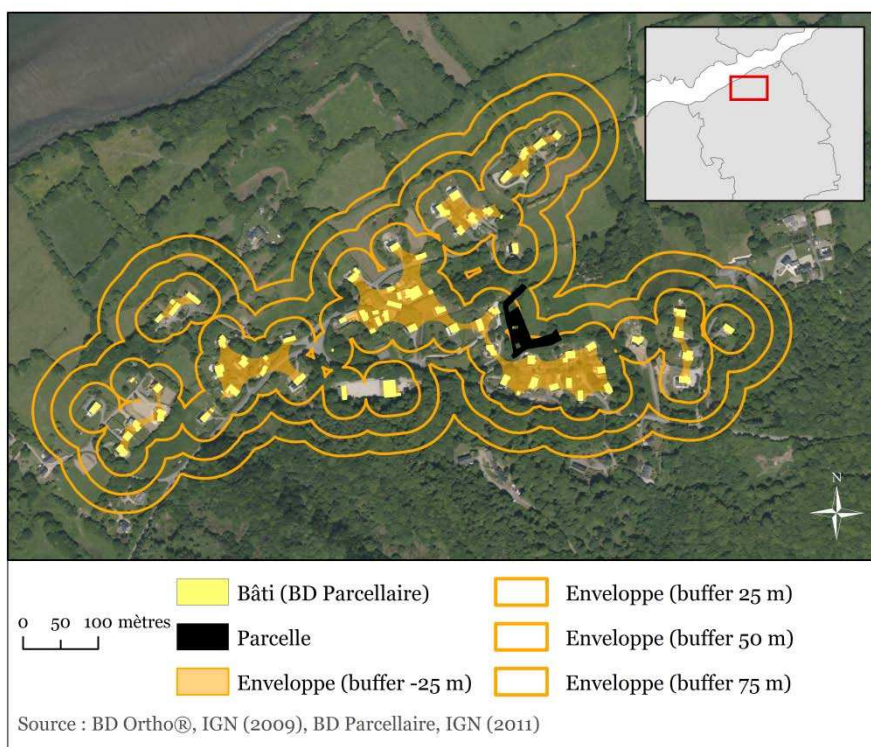 N
0 50 100 mètres
Bâti (BD Parcellaire)
Parcelle
Enveloppe (buffer -25 m)
Enveloppe (buffer 25 m)
Enveloppe (buffer 50 m)
Enveloppe (buffer 75 m)
Source : BD Ortho®, IGN (2009), BD Parcellaire, IGN (2011)